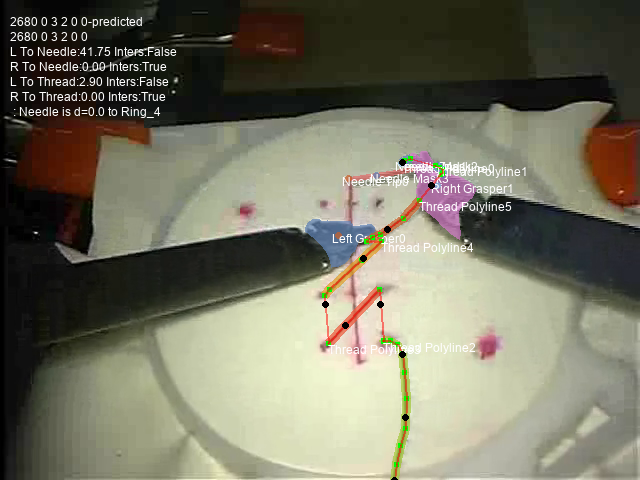 2680 0 3 2 0 0-predicted
2680 0 3 2 0 0
L To Needle:41.75 Inters:False
R To Needle:0.00 Inters:True
L To Thread:2.90 Inters:False
R To Thread:0.00 Inters:True
: Needle is d=0.0 to Ring_4
Thread Polyline1
Needle Mask3
Needle Tip0
Right Grasper1
Thread Polyline5
Left Grasper0
Thread Polyline4
Thread Polyline2